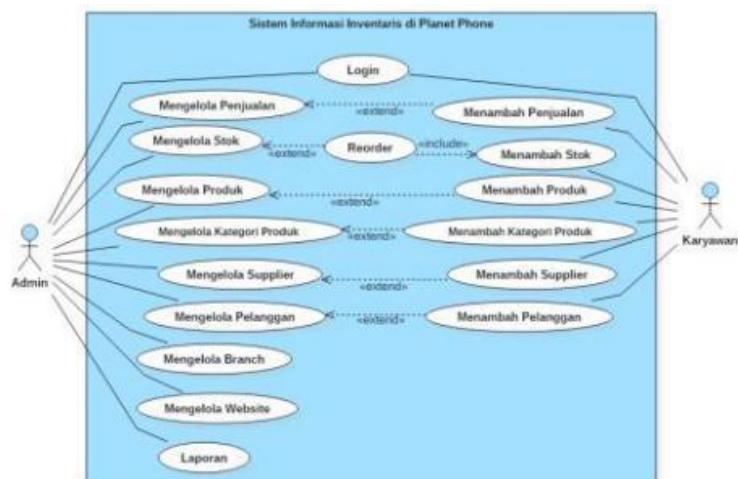 Sistem Informasi Inventaris di Planet Phone
Login
Mengelola Penjualan
«extend»
Menambah Penjualan
Mengelola Stok
«extend»
Reorder
«include»
Menambah Stok
Mengelola Produk
«extend»
Menambah Produk
Mengelola Kategori Produk
«extend»
Menambah Kategori Produk
Admin
Karyawan
Mengelola Supplier
«extend»
Menambah Supplier
Mengelola Pelanggan
«extend»
Menambah Pelanggan
Mengelola Branch
Mengelola Website
Laporan